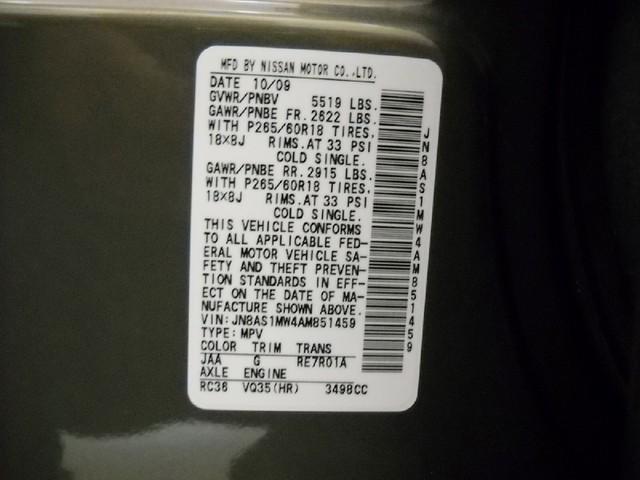 MFD BY NISSAN MOTOR CO.,LTD.
DATE 10/09
GVWR/PNBV 5519 LBS.
GAWR/PNBE FR. 2622 LBS.
WITH P265/60R18 TIRES.
18X8J RIMS.AT 33 PSI
COLD SINGLE.
GAWR/PNBE RR. 2915 LBS.
WITH P265/60R18 TIRES.
18X8J RIMS.AT 33 PSI
COLD SINGLE.
THIS VEHICLE CONFORMS
TO ALL APPLICABLE FED-
ERAL MOTOR VEHICLE SA-
FETY AND THEFT PREVEN-
TION STANDARDS IN EFF-
ECT ON THE DATE OF MA-
NUFACTURE SHOWN ABOVE.
VIN: JN8AS1MW4AM851459
TYPE: MPV
COLOR TRIM TRANS
JAA G RE7R01A
AXLE ENGINE
RC36 VQ35(HR) 3498CC
JN8AS1MW4AM851459